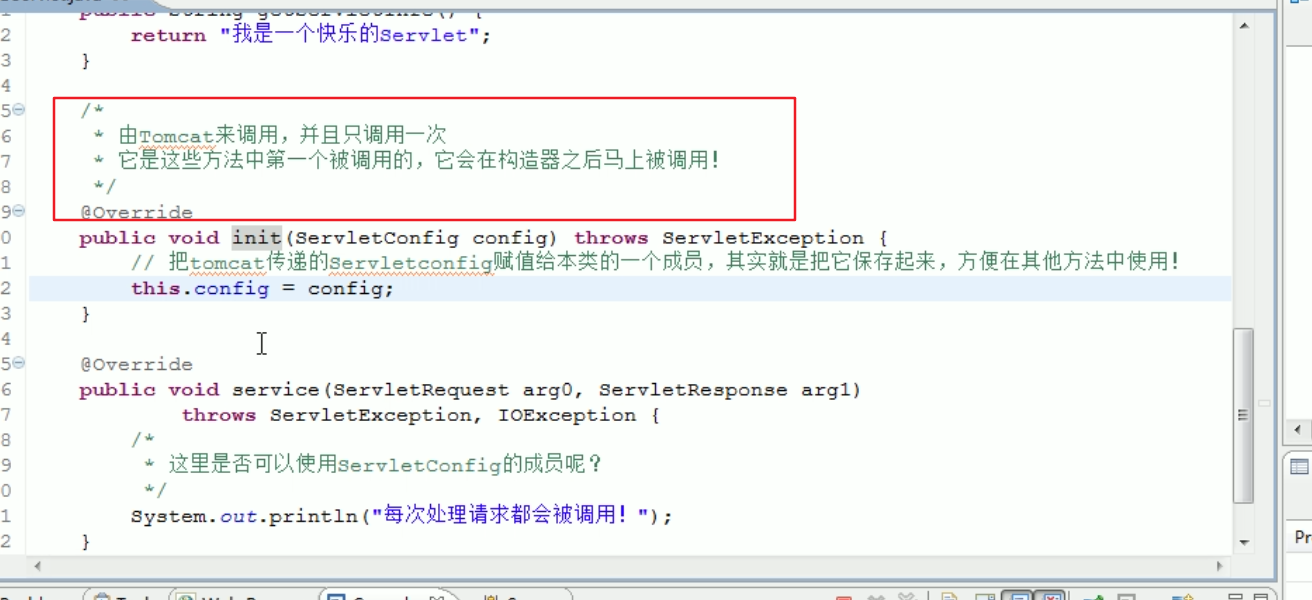 2 return "我是一个快乐的Servlet";
3 }
4
5 /*
6 * 由Tomcat来调用，并且只调用一次
7 * 它是这些方法中第一个被调用的，它会在构造器之后马上被调用！
8 */
9 @Override
0 public void init(ServletConfig config) throws ServletException {
1 // 把tomcat传递的Servletconfig赋值给本类的一个成员，其实就是把它保存起来，方便在其他方法中使用！
2 this.config = config;
3 }
4
5 @Override
6 public void service(ServletRequest arg0, ServletResponse arg1)
7 throws ServletException, IOException {
8 /*
9 * 这里是否可以使用ServletConfig的成员呢？
0 */
1 System.out.println("每次处理请求都会被调用！");
2 }
Pr